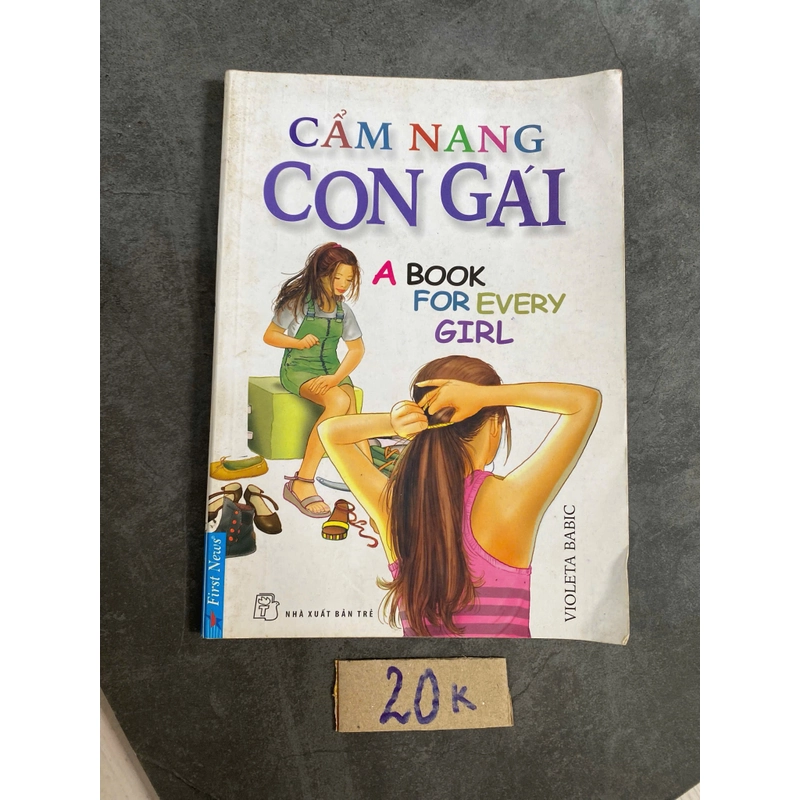 CẨM NANG
CON GÁI
A BOOK
FOR EVERY
GIRL
VIOLETA BABIC
First News
NHÀ XUẤT BẢN TRẺ
20K